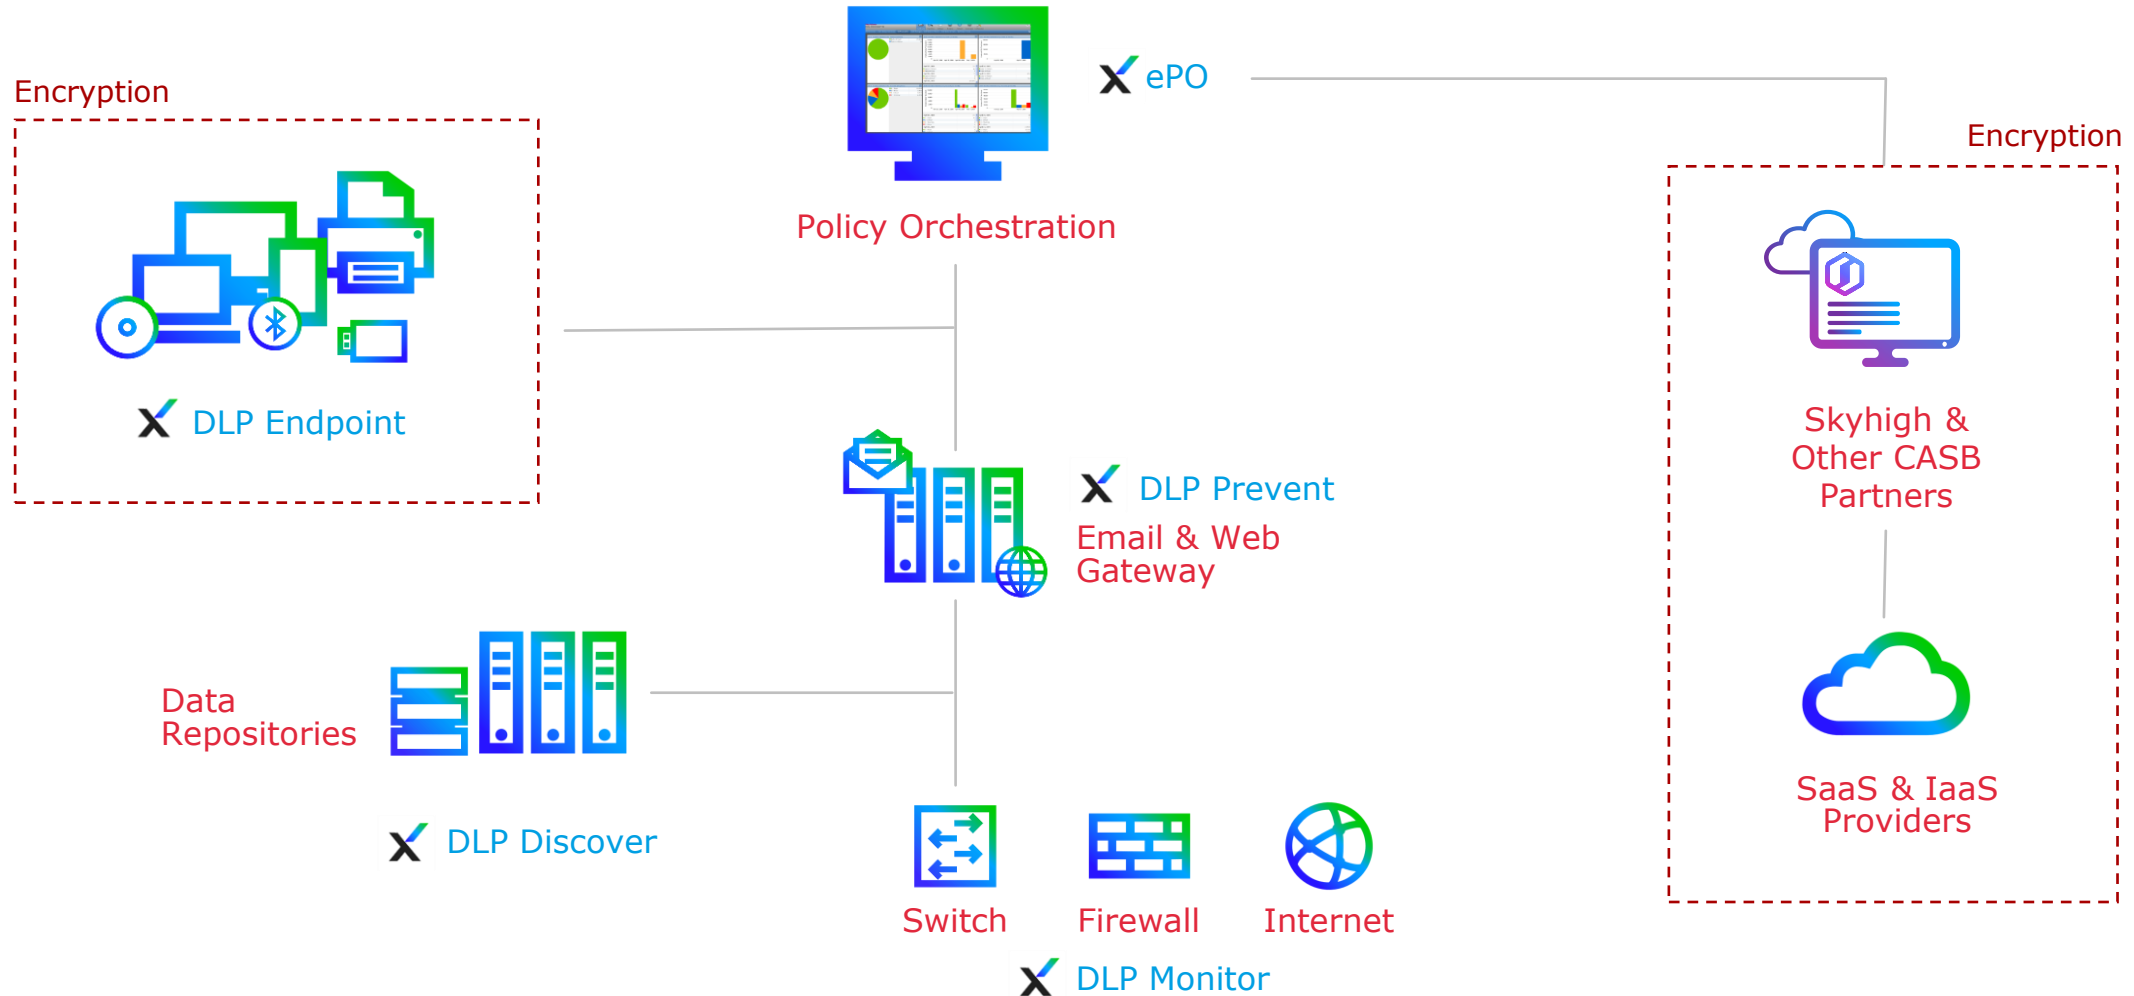 ePO
Encryption
Encryption
Policy Orchestration
DLP Endpoint
Skyhigh &
Other CASB
Partners
DLP Prevent
Email & Web
Gateway
Data
Repositories
SaaS & IaaS
Providers
DLP Discover
Switch
Firewall
Internet
DLP Monitor